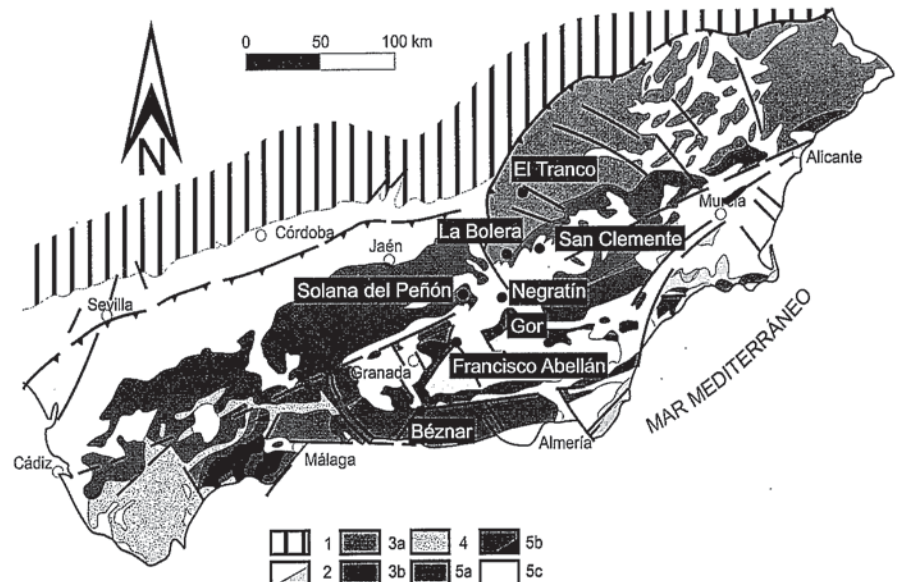 0 50 100 km
N
El Tranco
Alicante
Murcia
La Bolera
San Clemente
Córdoba
Jaén
Solana del Peñón
Negratín
Sevilla
Gor
Granada
Francisco Abellán
MAR MEDITERRÁNEO
Béznar
Almería
Málaga
Cádiz
1 3a 4 5b
2 3b 5a 5c